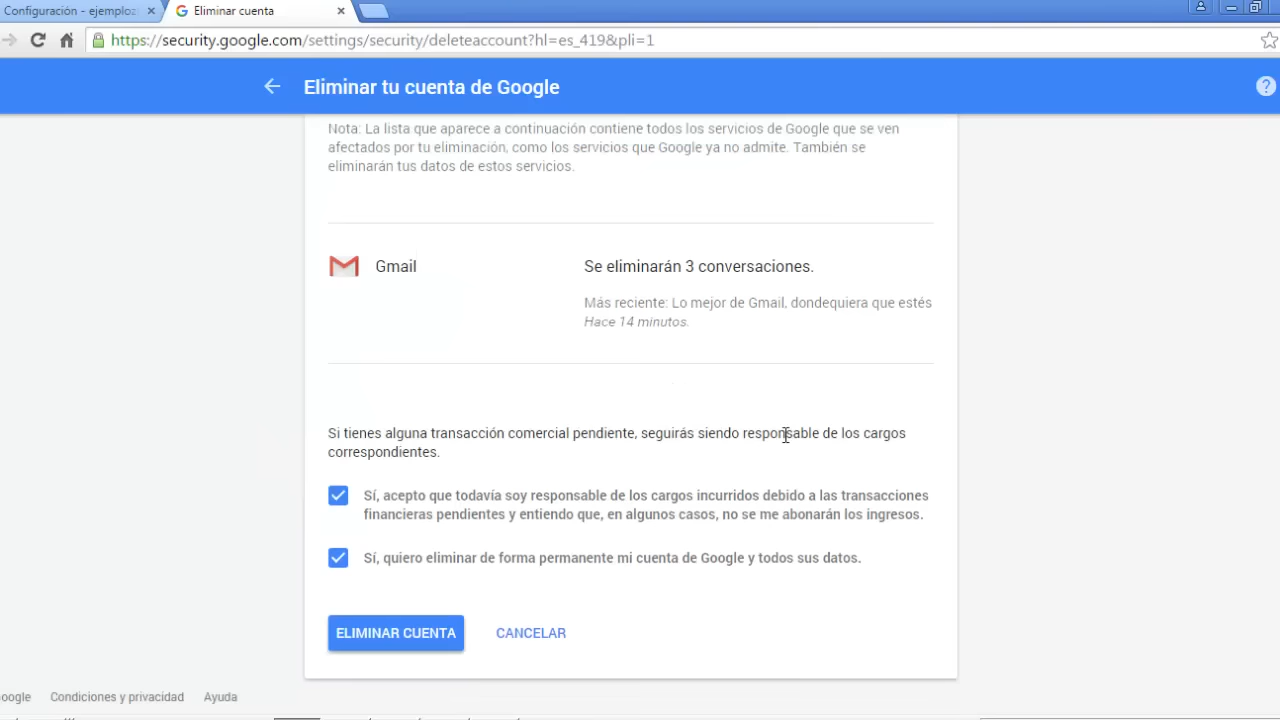 Configuración - ejemploz
Eliminar cuenta
https://security.google.com/settings/security/deleteaccount?hl=es_419&pli=1
Eliminar tu cuenta de Google
Nota: La lista que aparece a continuación contiene todos los servicios de Google que se ven
afectados por tu eliminación, como los servicios que Google ya no admite. También se
eliminarán tus datos de estos servicios.
Gmail
Se eliminarán 3 conversaciones.
Más reciente: Lo mejor de Gmail, dondequiera que estés
Hace 14 minutos.
Si tienes alguna transacción comercial pendiente, seguirás siendo responsable de los cargos
correspondientes.
Sí, acepto que todavía soy responsable de los cargos incurridos debido a las transacciones
financieras pendientes y entiendo que, en algunos casos, no se me abonarán los ingresos.
Sí, quiero eliminar de forma permanente mi cuenta de Google y todos sus datos.
ELIMINAR CUENTA
CANCELAR
oogle
Condiciones y privacidad
Ayuda